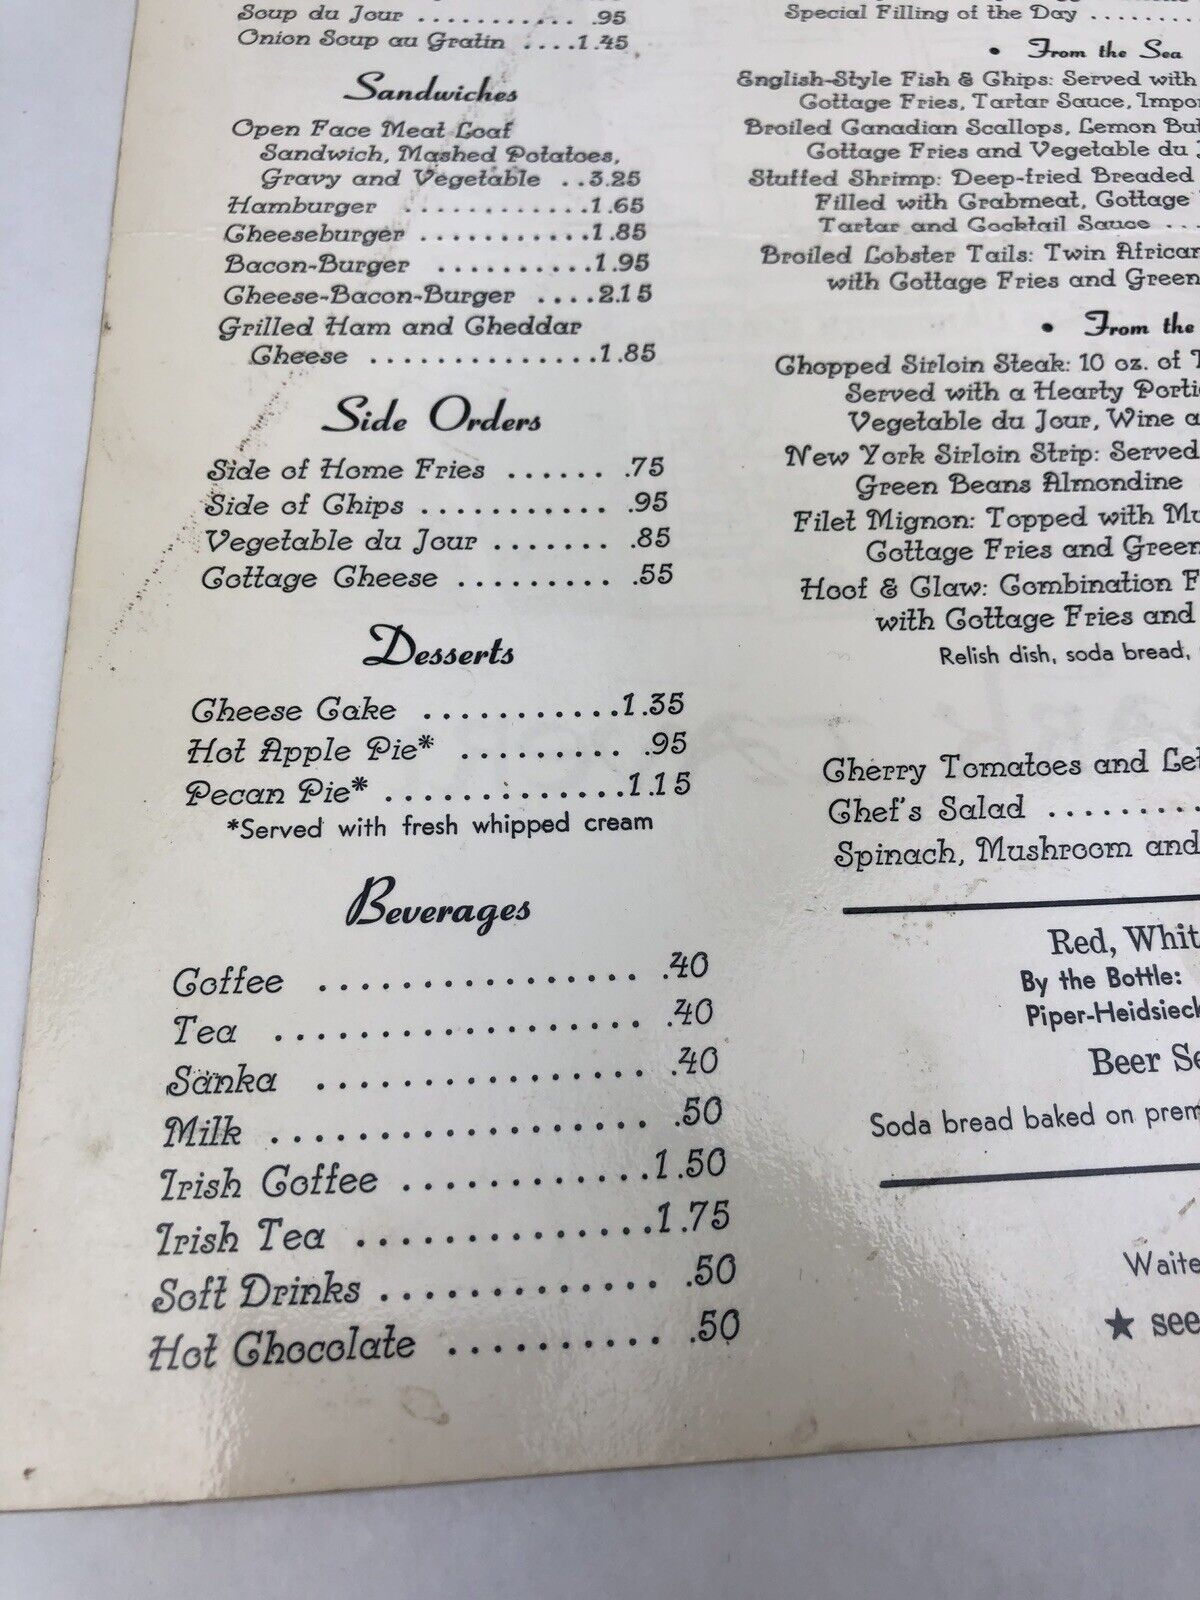 Soup du Jour ............ .95
Onion Soup au Gratin ....1.45
Sandwiches
Open Face Meat Loaf
Sandwich, Mashed Potatoes,
Gravy and Vegetable ..3.25
Hamburger ............1.65
Cheeseburger ...........1.85
Bacon-Burger ..........1.95
Cheese-Bacon-Burger ....2.15
Grilled Ham and Cheddar
Cheese ..............1.85
Side Orders
Side of Home Fries ...... .75
Side of Chips ........... .95
Vegetable du Jour ....... .85
Cottage Cheese ......... .55
Desserts
Cheese Cake ...........1.35
Hot Apple Pie* ......... .95
Pecan Pie* .............1.15
*Served with fresh whipped cream
Beverages
Coffee ................ .40
Tea .................. .40
Sanka ................. .40
Milk ................... .50
Irish Coffee ............1.50
Irish Tea ..............1.75
Soft Drinks ............. .50
Hot Chocolate .......... .50
Special Filling of the Day ........
• From the Sea
English-Style Fish & Chips: Served with
Cottage Fries, Tartar Sauce,
Broiled Canadian Scallops, Lemon
Cottage Fries and Vegetable du
Stuffed Shrimp: Deep-fried Breaded
Filled with Crabmeat, Cottage
Tartar and Cocktail Sauce ...
Broiled Lobster Tails: Twin African
with Cottage Fries and Green
• From the
Chopped Sirloin Steak: 10 oz. of
Served with a Hearty
Vegetable du Jour, Wine
New York Sirloin Strip: Served
Green Beans Almondine
Filet Mignon: Topped with
Cottage Fries and Green
Hoof & Claw: Combination
with Cottage Fries and
Relish dish, soda bread,
Cherry Tomatoes and
Chef's Salad .........
Spinach, Mushroom and
Red,
By the Bottle:
Piper-Heidsieck
Beer
Soda bread baked on
★ see